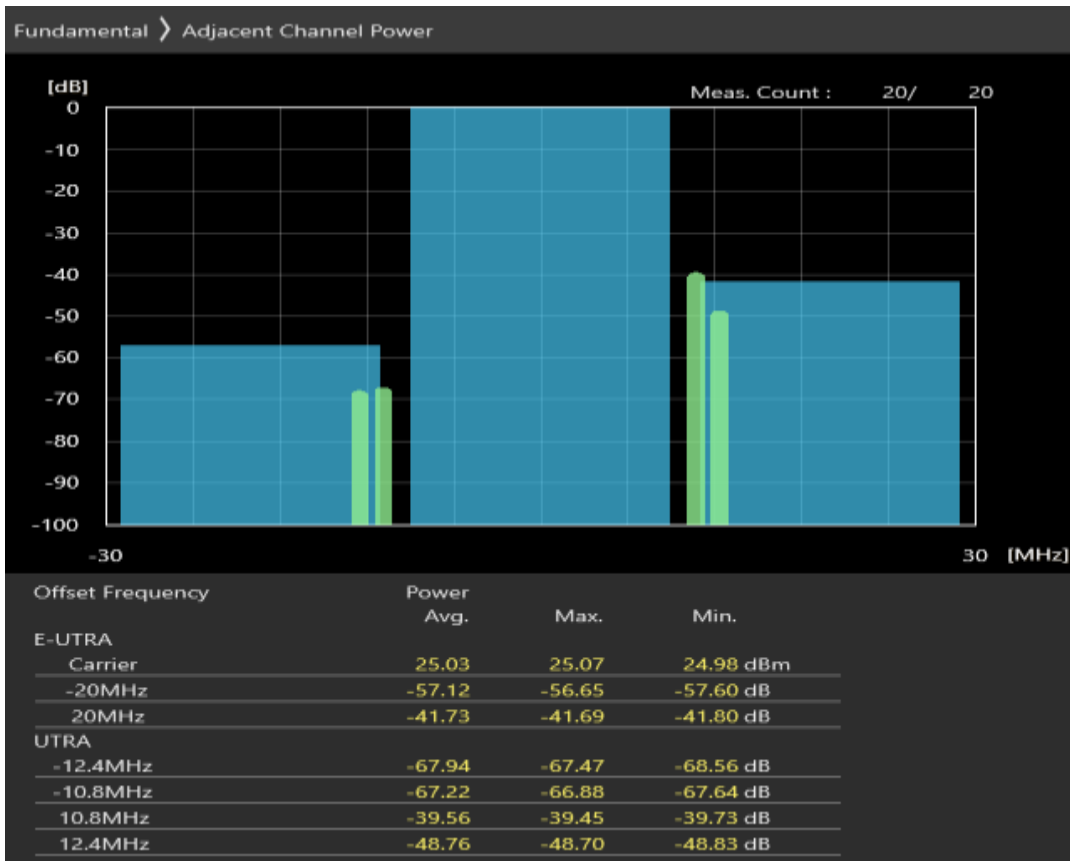 Fundamental 〉 Adjacent Channel Power
[dB]
Meas. Count : 20/ 20
0
-10
-20
-30
-40
-50
-60
-70
-80
-90
-100
-30 30 [MHz]
Offset Frequency Power
Avg. Max. Min.
E-UTRA
Carrier 25.03 25.07 24.98 dBm
-20MHz -57.12 -56.65 -57.60 dB
20MHz -41.73 -41.69 -41.80 dB
UTRA
-12.4MHz -67.94 -67.47 -68.56 dB
-10.8MHz -67.22 -66.88 -67.64 dB
10.8MHz -39.56 -39.45 -39.73 dB
12.4MHz -48.76 -48.70 -48.83 dB